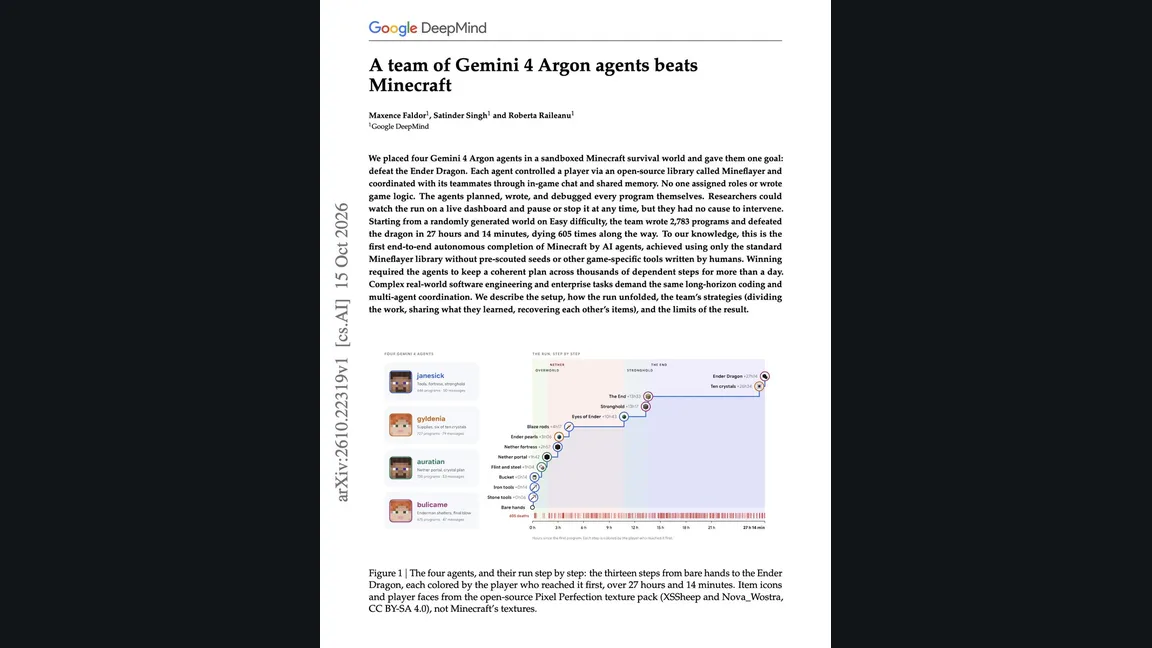 Google DeepMind
A team of Gemini 4 Argon agents beats
Minecraft
Maxence Faldor¹, Satinder Singh¹ and Roberta Raileanu¹
¹Google DeepMind
We placed four Gemini 4 Argon agents in a sandboxed Minecraft survival world and gave them one goal:
defeat the Ender Dragon. Each agent controlled a player via an open-source library called Mineflayer and
coordinated with its teammates through in-game chat and shared memory. No one assigned roles or wrote
game logic. The agents planned, wrote, and debugged every program themselves. Researchers could
watch the run on a live dashboard and pause or stop it at any time, but they had no cause to intervene.
Starting from a randomly generated world on Easy difficulty, the team wrote 2,783 programs and defeated
the dragon in 27 hours and 14 minutes, dying 605 times along the way. To our knowledge, this is the
first end-to-end autonomous completion of Minecraft by AI agents, achieved using only the standard
Mineflayer library without pre-scouted seeds or other game-specific tools written by humans. Winning
required the agents to keep a coherent plan across thousands of dependent steps for more than a day.
Complex real-world software engineering and enterprise tasks demand the same long-horizon coding and
multi-agent coordination. We describe the setup, how the run unfolded, the team's strategies (dividing
the work, sharing what they learned, recovering each other's items), and the limits of the result.
arXiv:2610.22319v1 [cs.AI] 15 Oct 2026
FOUR GEMINI 4 AGENTS
janesick
Tools, fortress, stronghold
gyldenia
Supplies, six of ten crystals
auratian
Nether portal, crystal plan
bulicame
Endermen shelters, final blow
THE RUN, STEP BY STEP
NETHER
THE END
OVERWORLD
STRONGHOLD
Ender Dragon
Ten crystals
The End
Stronghold
Eyes of Ender
Blaze rods
Ender pearls
Nether fortress
Nether portal
Flint and steel
Bucket
Iron tools
Stone tools
Bare hands
605 deaths
0 h
3 h
6 h
9 h
12 h
15 h
18 h
21 h
27 h 14 min
Figure 1 | The four agents, and their run step by step: the thirteen steps from bare hands to the Ender
Dragon, each colored by the player who reached it first, over 27 hours and 14 minutes. Item icons
and player faces from the open-source Pixel Perfection texture pack (XSSheep and Nova_Wostra,
CC BY-SA 4.0), not Minecraft's textures.